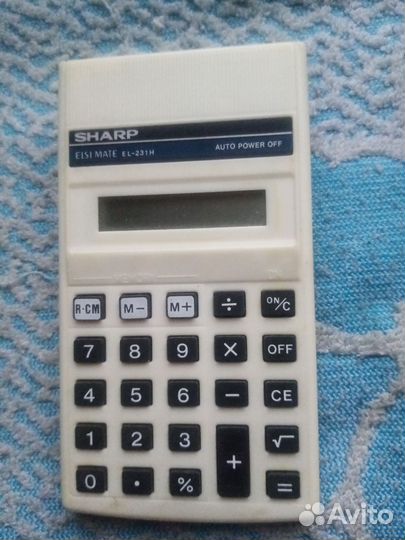 SHARP
ELSI MATE EL-231H AUTO POWER OFF
R·CM M− M+ ÷ ON/C
7 8 9 × OFF
4 5 6 − CE
1 2 3 + √
0 · % =
Avito